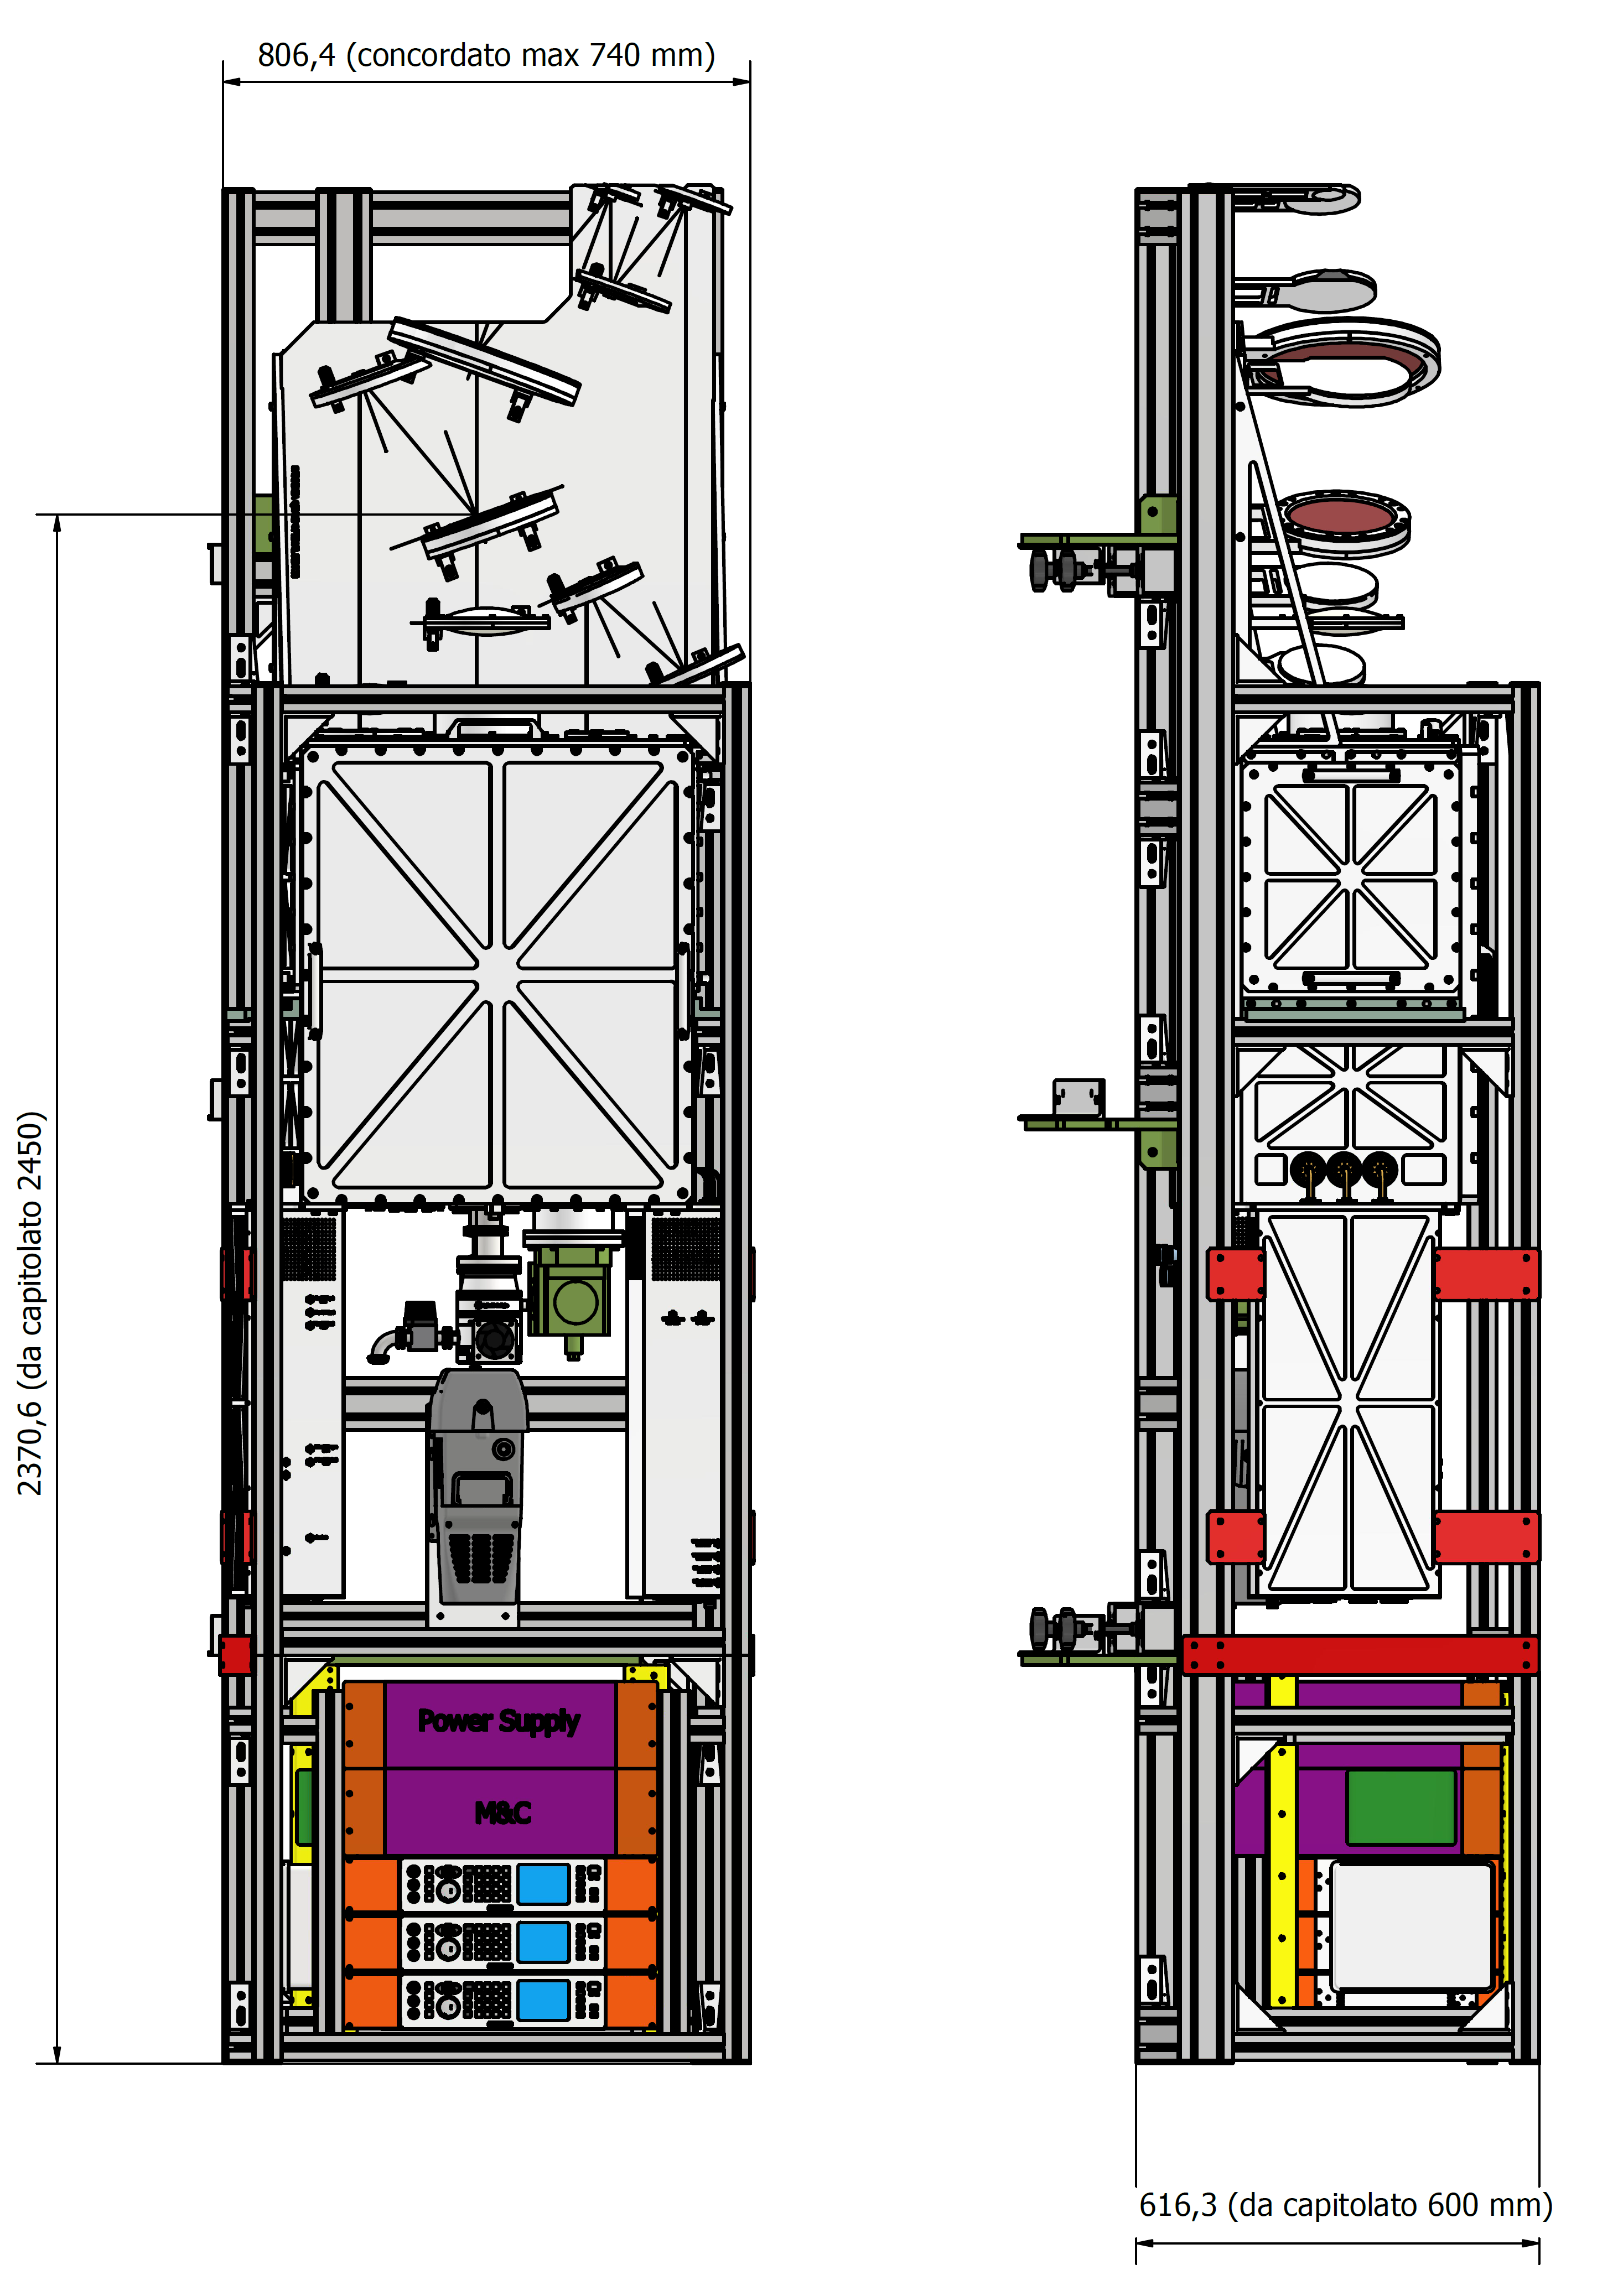 806,4 (concordato max 740 mm)
2370,6 (da capitolato 2450)
Power Supply
M&C
616,3 (da capitolato 600 mm)